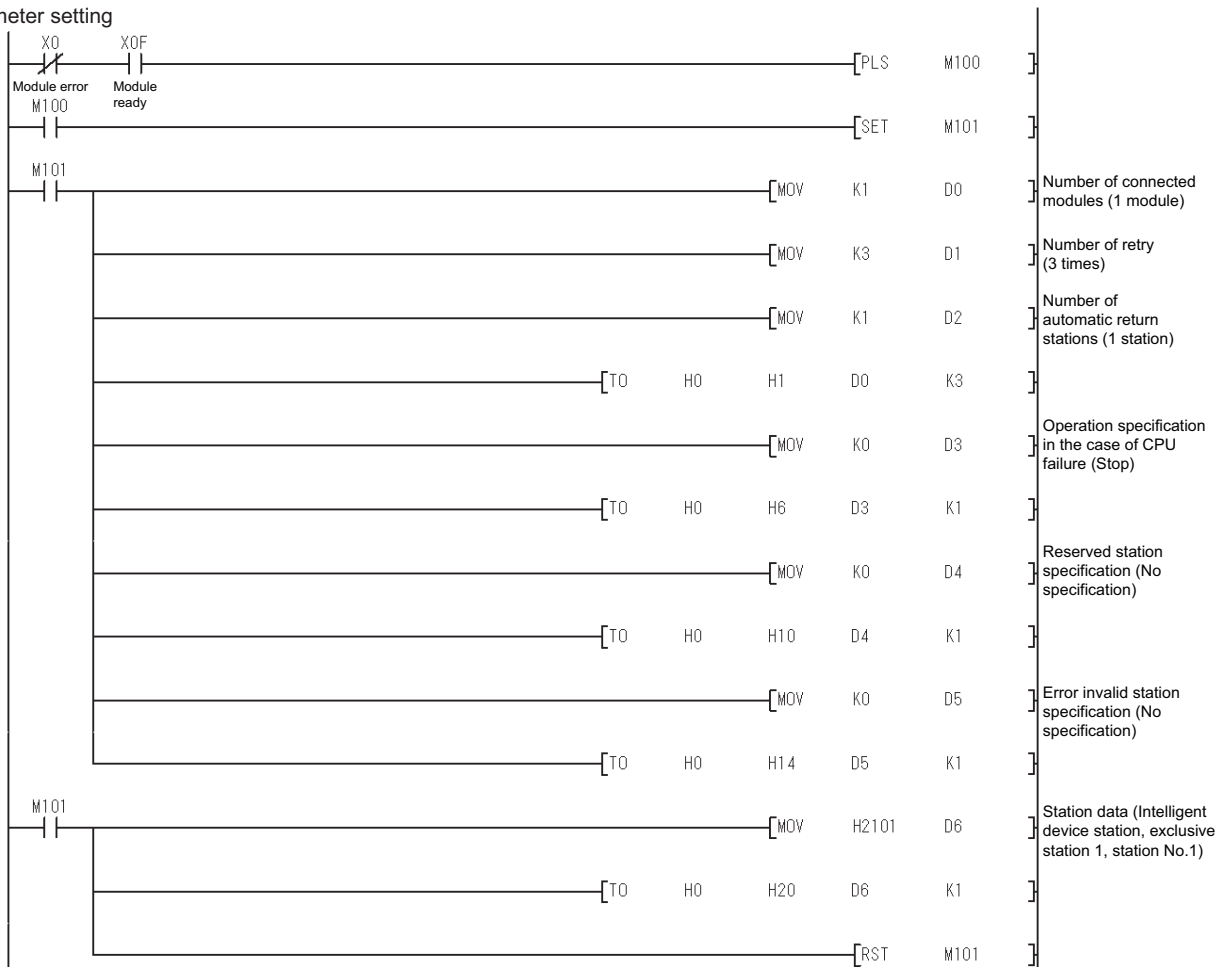 neter setting
X0 X0F
[PLS M100 ]
Module error Module ready
M100
[SET M101 ]
M101
[MOV K1 D0 ] Number of connected
modules (1 module)
[MOV K3 D1 ] Number of retry
(3 times)
[MOV K1 D2 ] Number of
automatic return
stations (1 station)
[TO H0 H1 D0 K3 ]
[MOV K0 D3 ] Operation specification
in the case of CPU
failure (Stop)
[TO H0 H6 D3 K1 ]
[MOV K0 D4 ] Reserved station
specification (No
specification)
[TO H0 H10 D4 K1 ]
[MOV K0 D5 ] Error invalid station
specification (No
specification)
[TO H0 H14 D5 K1 ]
M101
[MOV H2101 D6 ] Station data (Intelligent
device station, exclusive
station 1, station No.1)
[TO H0 H20 D6 K1 ]
[RST M101 ]